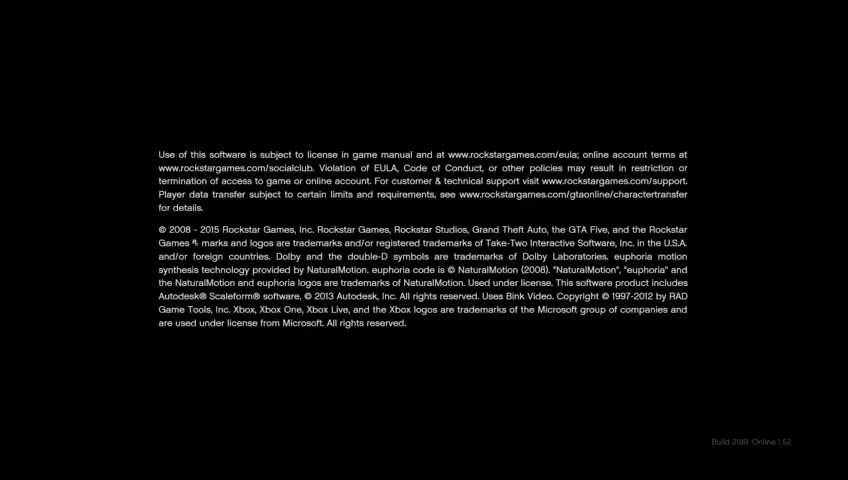 Use of this software is subject to license in game manual and at www.rockstargames.com/eula; online account terms at
www.rockstargames.com/socialclub. Violation of EULA, Code of Conduct, or other policies may result in restriction or
termination of access to game or online account. For customer & technical support visit www.rockstargames.com/support.
Player data transfer subject to certain limits and requirements, see www.rockstargames.com/gtaonline/charactertransfer
for details.
© 2008 - 2015 Rockstar Games, Inc. Rockstar Games, Rockstar Studios, Grand Theft Auto, the GTA Five, and the Rockstar
Games R* marks and logos are trademarks and/or registered trademarks of Take-Two Interactive Software, Inc. in the U.S.A.
and/or foreign countries. Dolby and the double-D symbols are trademarks of Dolby Laboratories. euphoria motion
synthesis technology provided by NaturalMotion. euphoria code is © NaturalMotion (2008). "NaturalMotion", "euphoria" and
the NaturalMotion and euphoria logos are trademarks of NaturalMotion. Used under license. This software product includes
Autodesk® Scaleform® software, © 2013 Autodesk, Inc. All rights reserved. Uses Bink Video. Copyright © 1997-2012 by RAD
Game Tools, Inc. Xbox, Xbox One, Xbox Live, and the Xbox logos are trademarks of the Microsoft group of companies and
are used under license from Microsoft. All rights reserved.
Build 2189. Online 1.52.